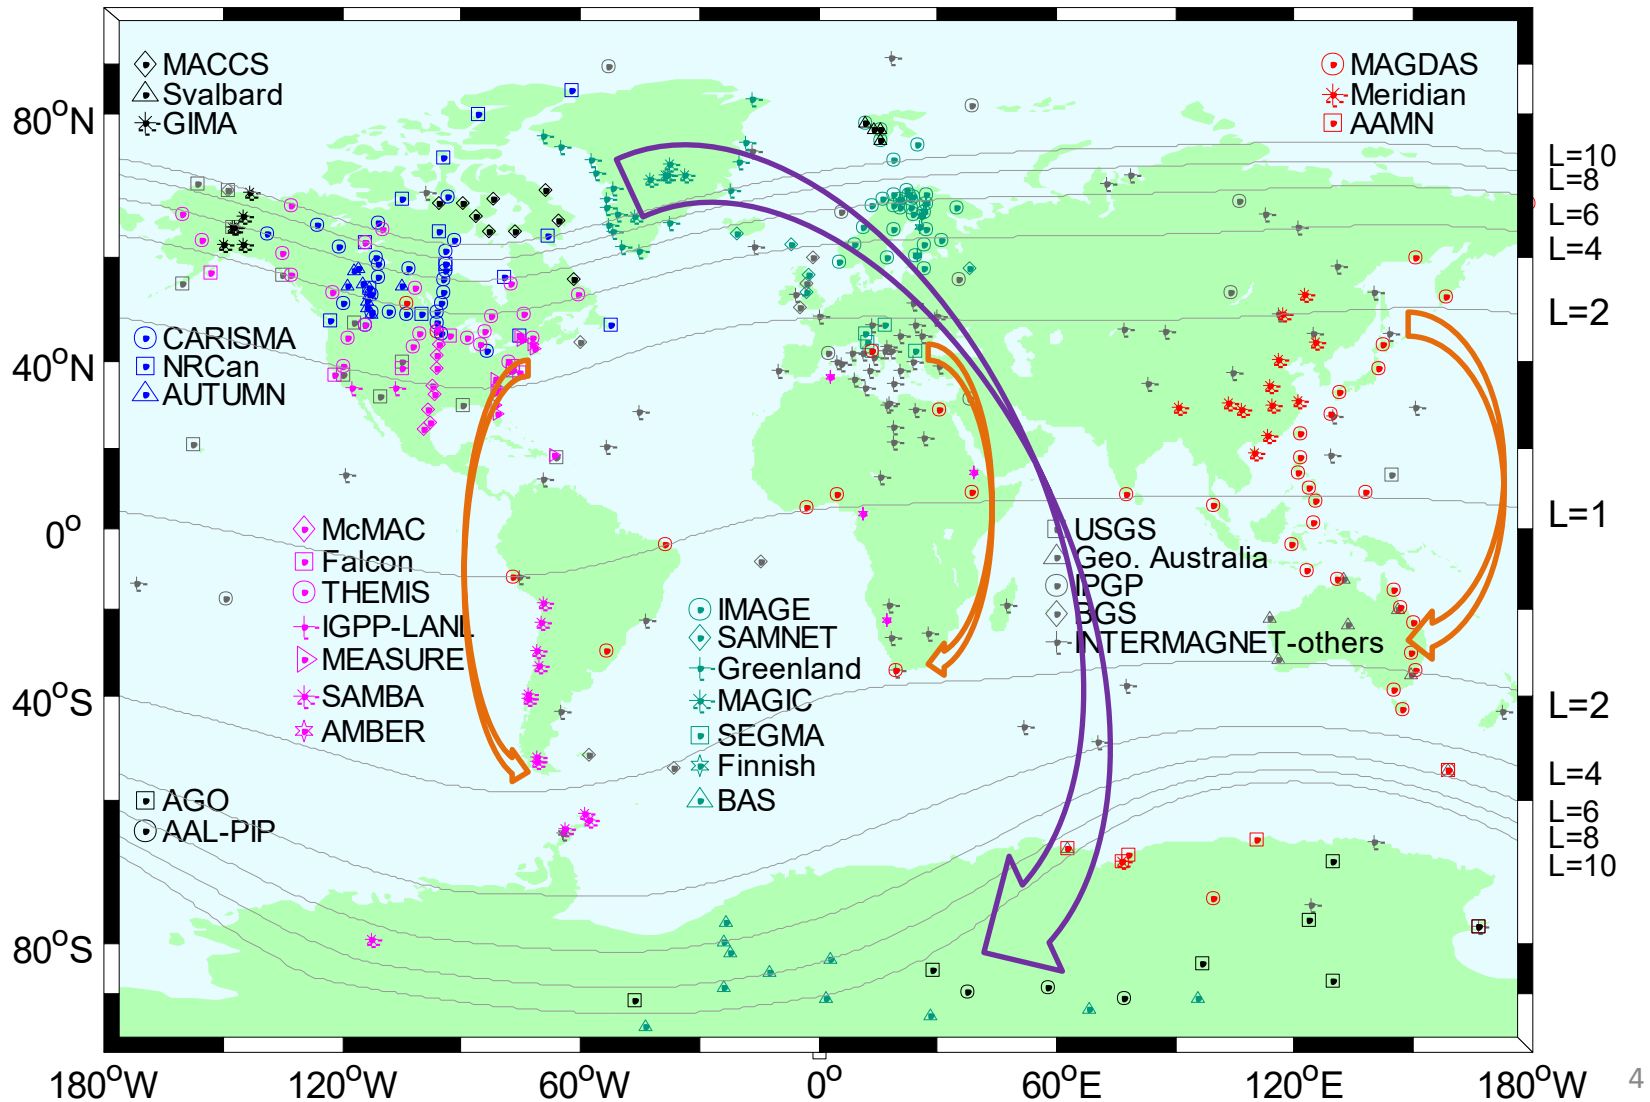 MACCS
Svalbard
GIMA
MAGDAS
Meridian
AAMN
80°N
40°N
0°
40°S
80°S
L=10
L=8
L=6
L=4
L=2
L=1
L=2
L=4
L=6
L=8
L=10
CARISMA
NRCan
AUTUMN
McMAC
Falcon
THEMIS
IGPP-LANL
MEASURE
SAMBA
AMBER
IMAGE
SAMNET
Greenland
MAGIC
SEGMA
Finnish
BAS
USGS
Geo. Australia
IPGP
BGS
INTERMAGNET-others
AGO
AAL-PIP
180°W
120°W
60°W
0°
60°E
120°E
180°W
4